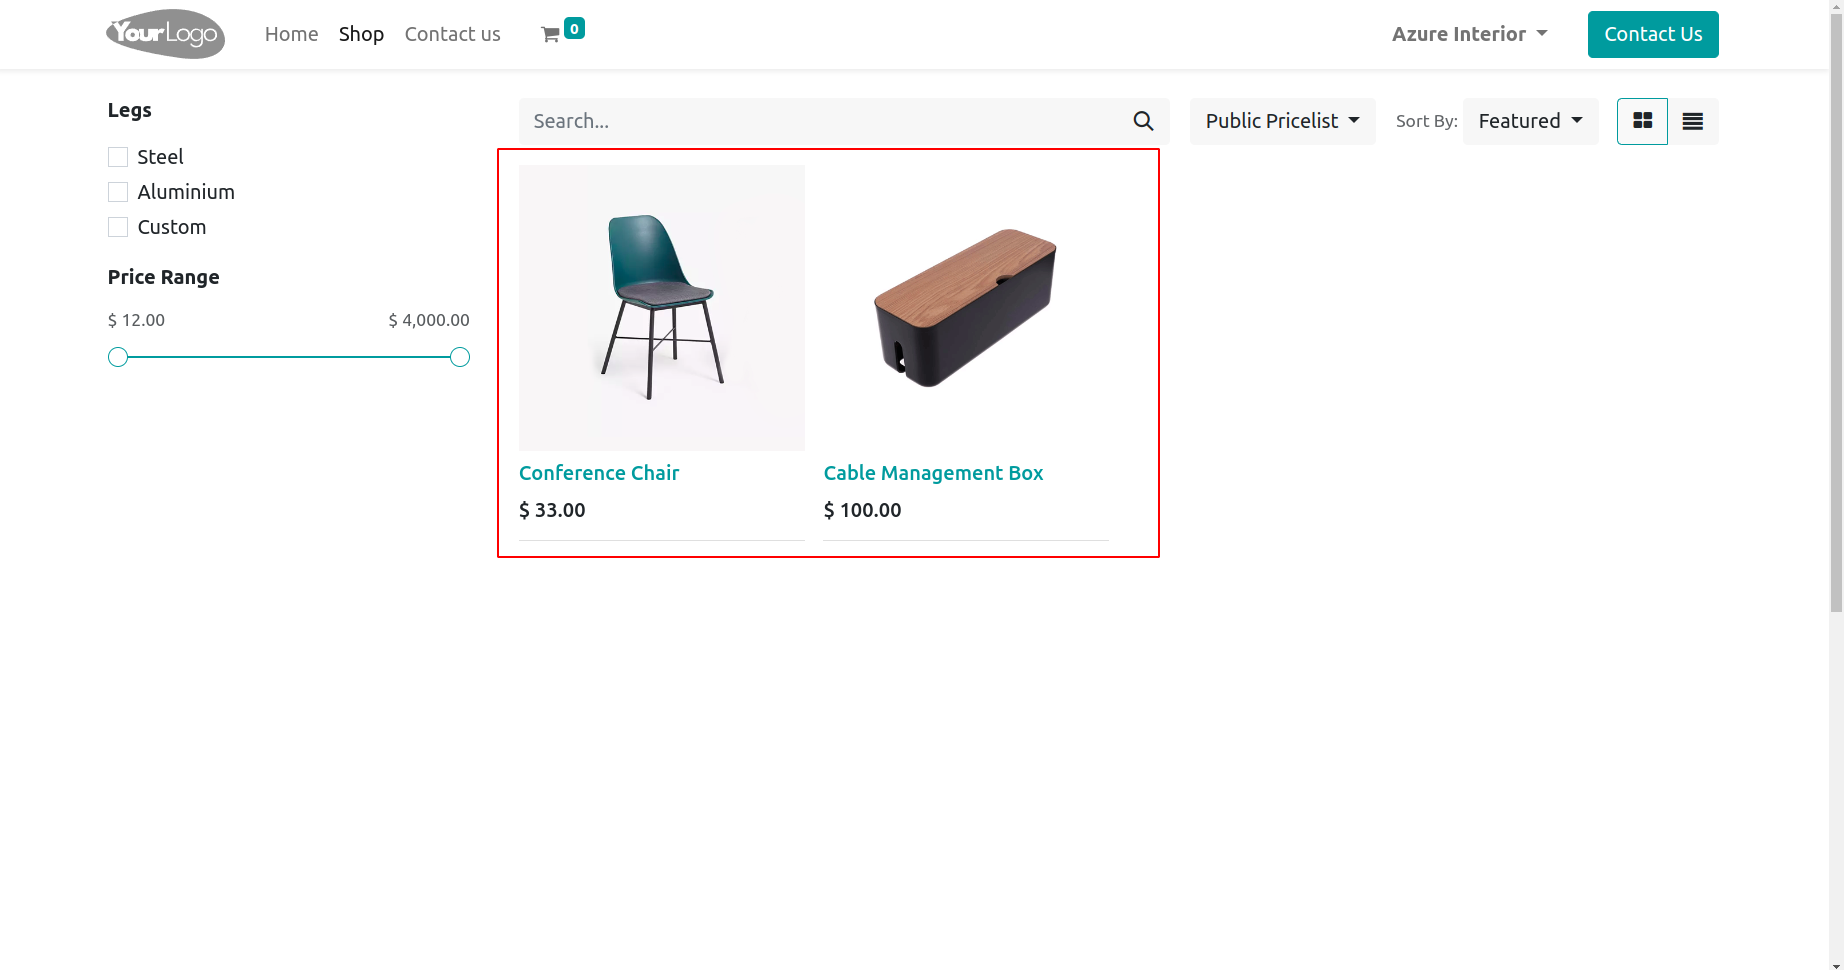 YourLogo
Home Shop Contact us 0 Azure Interior Contact Us
Legs
Steel
Aluminium
Custom
Price Range
$ 12.00 $ 4,000.00
Search... Public Pricelist Sort By: Featured
Conference Chair
$ 33.00
Cable Management Box
$ 100.00